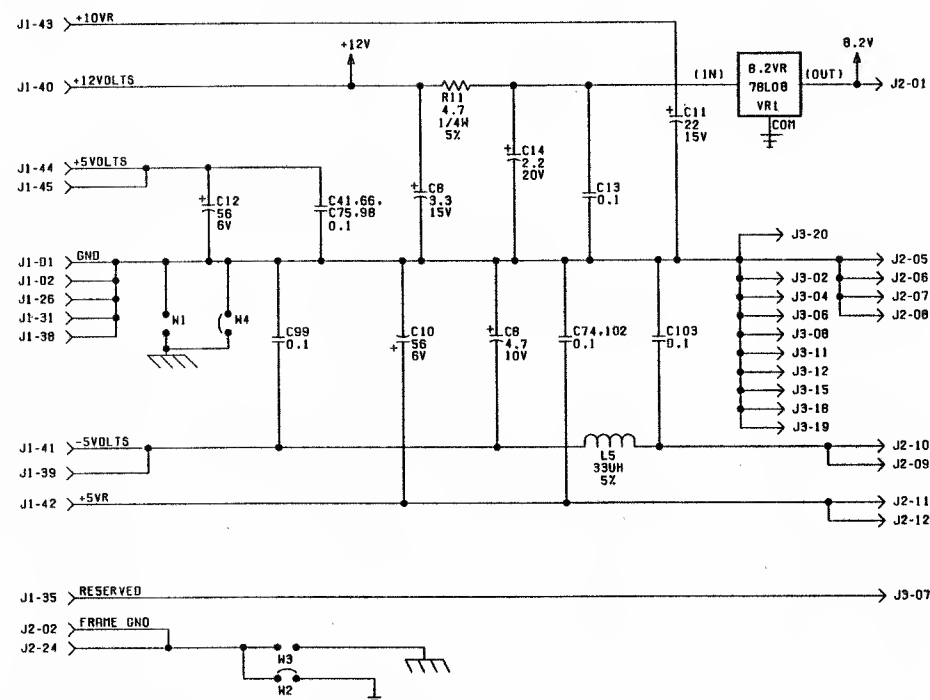 J1-43 +10VR
+12V
8.2V
J1-40 +12VOLTS
(IN) 8.2VR (OUT) J2-01
78L08
VR1
COM
R11
4.7
1/4W
5%
C11
22
15V
C14
2.2
20V
J1-44 +5VOLTS
J1-45
C12
56
6V
C41,66,
C75,98
0.1
C8
3.3
15V
C13
0.1
J1-01 GND
J1-02
J1-26
J1-31
J1-38
W1
W4
C99
0.1
C10
56
6V
C8
4.7
10V
C74,102
0.1
C103
0.1
J3-20
J3-02
J3-04
J3-06
J3-08
J3-11
J3-12
J3-15
J3-18
J3-19
J2-05
J2-06
J2-07
J2-08
J1-41 -5VOLTS
J1-39
L5
33UH
5%
J2-10
J2-09
J1-42 +5VR
J2-11
J2-12
J1-35 RESERVED
J3-07
J2-02 FRAME GND
J2-24
W3
W2